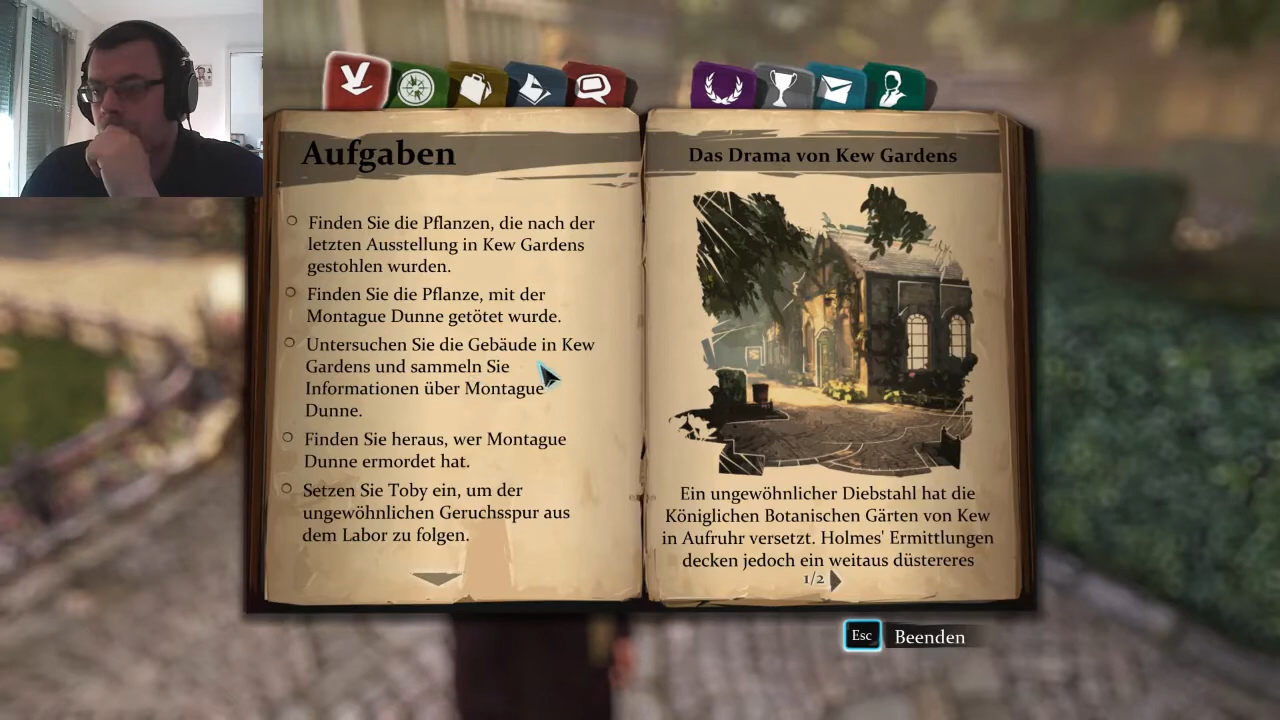 Aufgaben
Finden Sie die Pflanzen, die nach der
letzten Ausstellung in Kew Gardens
gestohlen wurden.
Finden Sie die Pflanze, mit der
Montague Dunne getötet wurde.
Untersuchen Sie die Gebäude in Kew
Gardens und sammeln Sie
Informationen über Montague
Dunne.
Finden Sie heraus, wer Montague
Dunne ermordet hat.
Setzen Sie Toby ein, um der
ungewöhnlichen Geruchsspur aus
dem Labor zu folgen.
Das Drama von Kew Gardens
Ein ungewöhnlicher Diebstahl hat die
Königlichen Botanischen Gärten von Kew
in Aufruhr versetzt. Holmes' Ermittlungen
decken jedoch ein weitaus düstereres
1/2
Esc Beenden